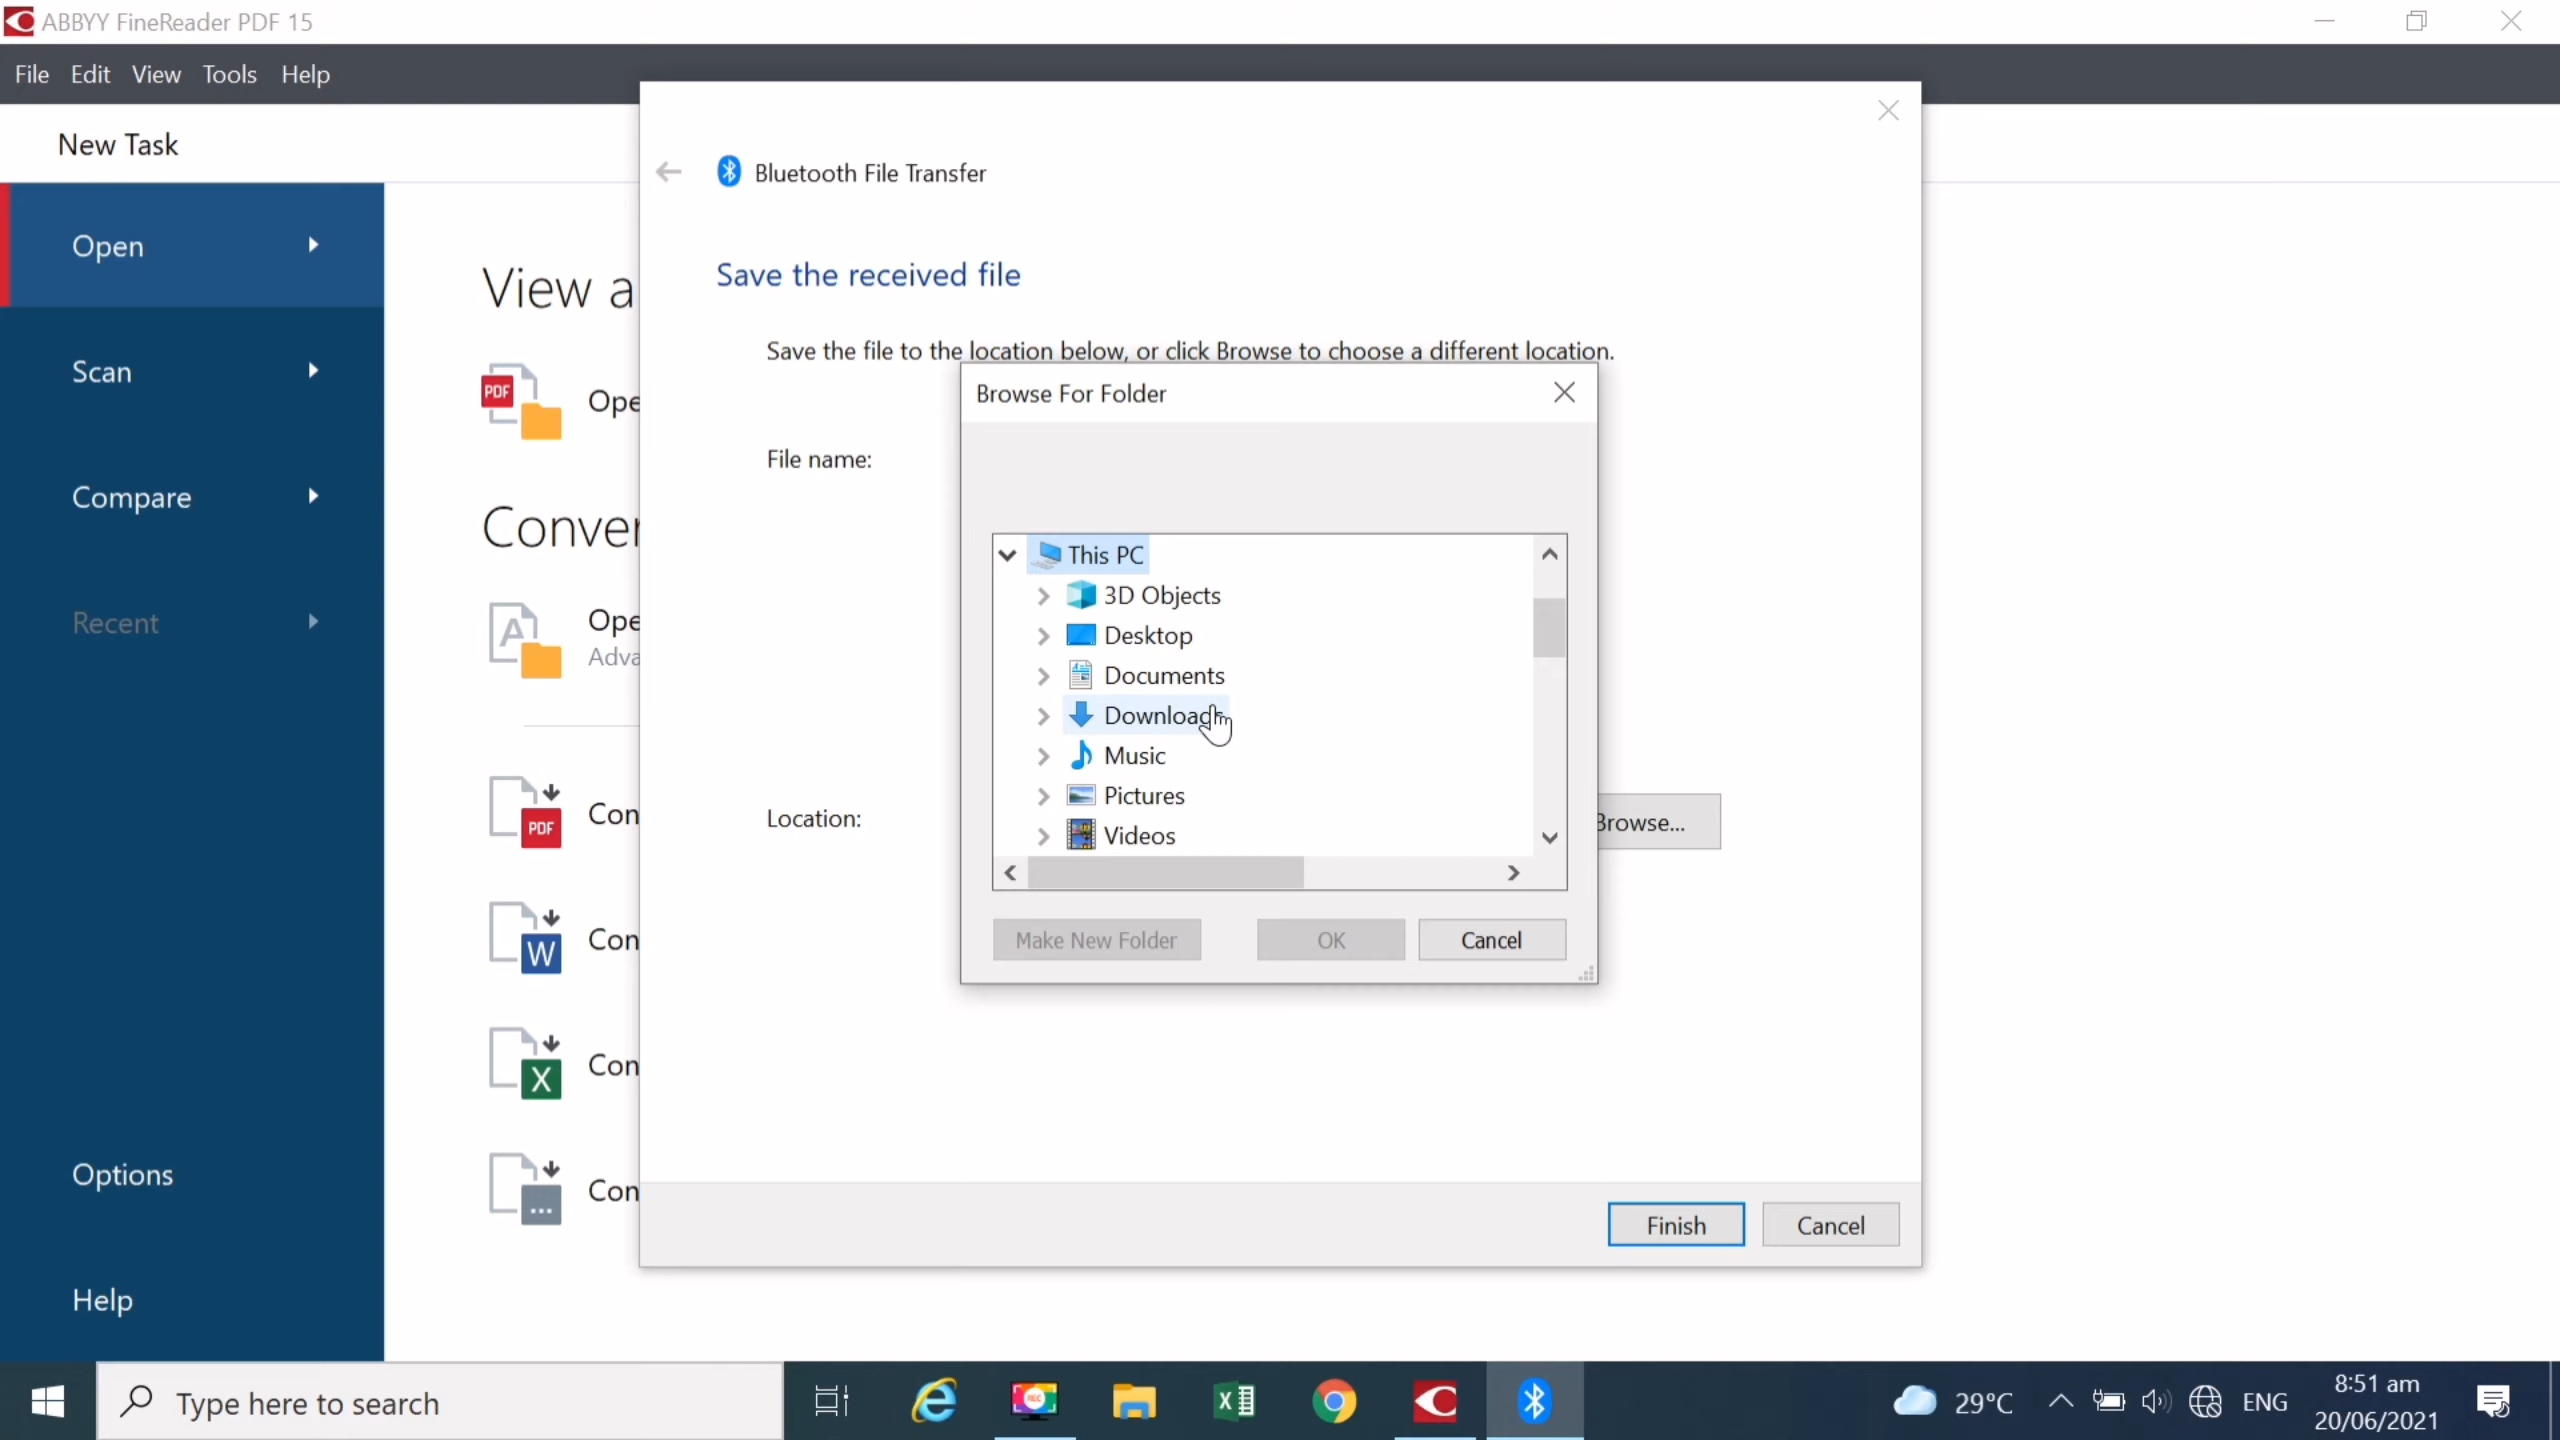 ABBYY FineReader PDF 15
File Edit View Tools Help
New Task
Open
Scan
Compare
Recent
Options
Help
View a
PDF
Ope
Conver
A
Ope
Adva
PDF
Con
W
Con
X
Con
...
Con
Bluetooth File Transfer
Save the received file
Save the file to the location below, or click Browse to choose a different location.
File name:
Location:
Browse...
Browse For Folder
This PC
3D Objects
Desktop
Documents
Downloads
Music
Pictures
Videos
Make New Folder
OK
Cancel
Finish
Cancel
Type here to search
REC
29°C
ENG
8:51 am
20/06/2021